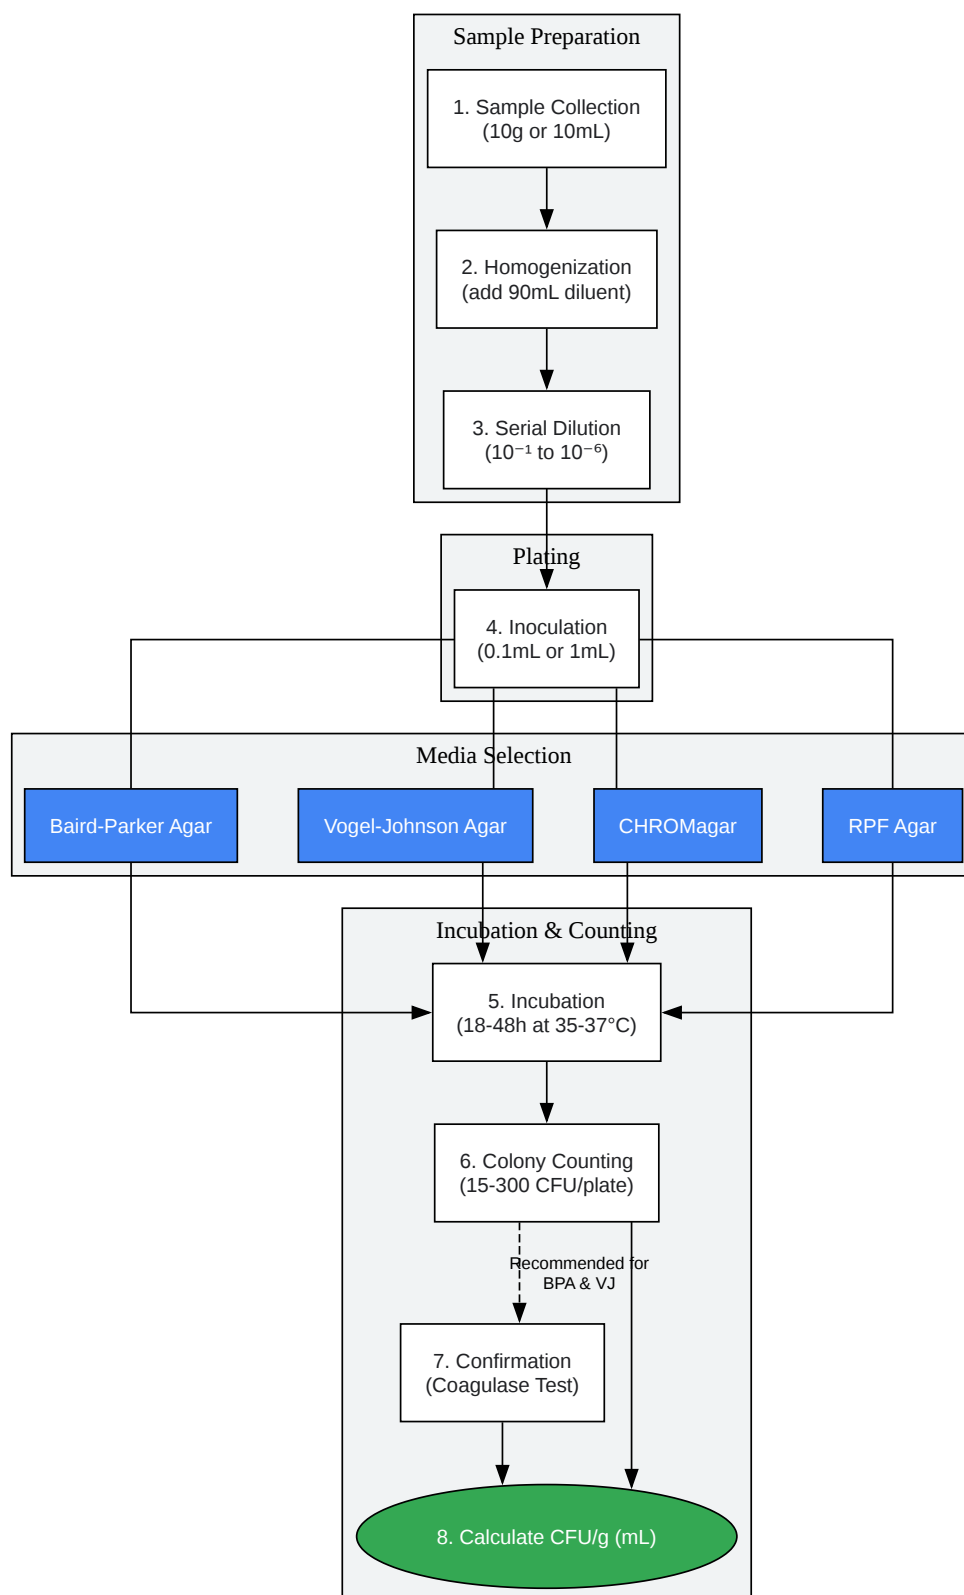 Sample Preparation
1. Sample Collection
(10g or 10mL)
2. Homogenization
(add 90mL diluent)
3. Serial Dilution
(10⁻¹ to 10⁻⁶)
Plating
4. Inoculation
(0.1mL or 1mL)
Media Selection
Baird-Parker Agar
Vogel-Johnson Agar
CHROMagar
RPF Agar
Incubation & Counting
5. Incubation
(18-48h at 35-37°C)
6. Colony Counting
(15-300 CFU/plate)
Recommended for
BPA & VJ
7. Confirmation
(Coagulase Test)
8. Calculate CFU/g (mL)